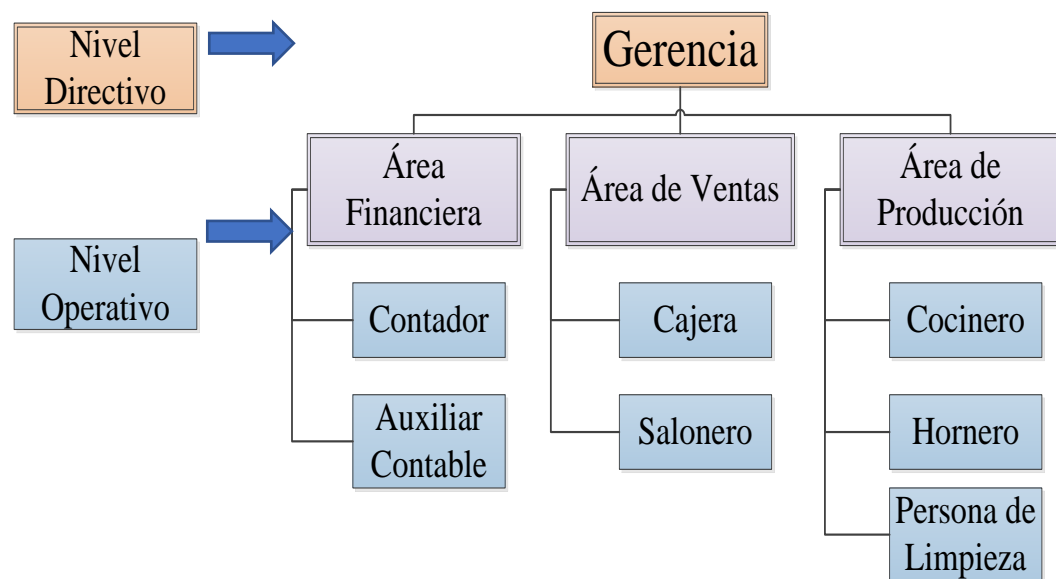 Nivel
Directivo
Gerencia
Área
Financiera
Área de Ventas
Área de
Producción
Nivel
Operativo
Contador
Cajera
Cocinero
Auxiliar
Contable
Salonero
Hornero
Persona de
Limpieza